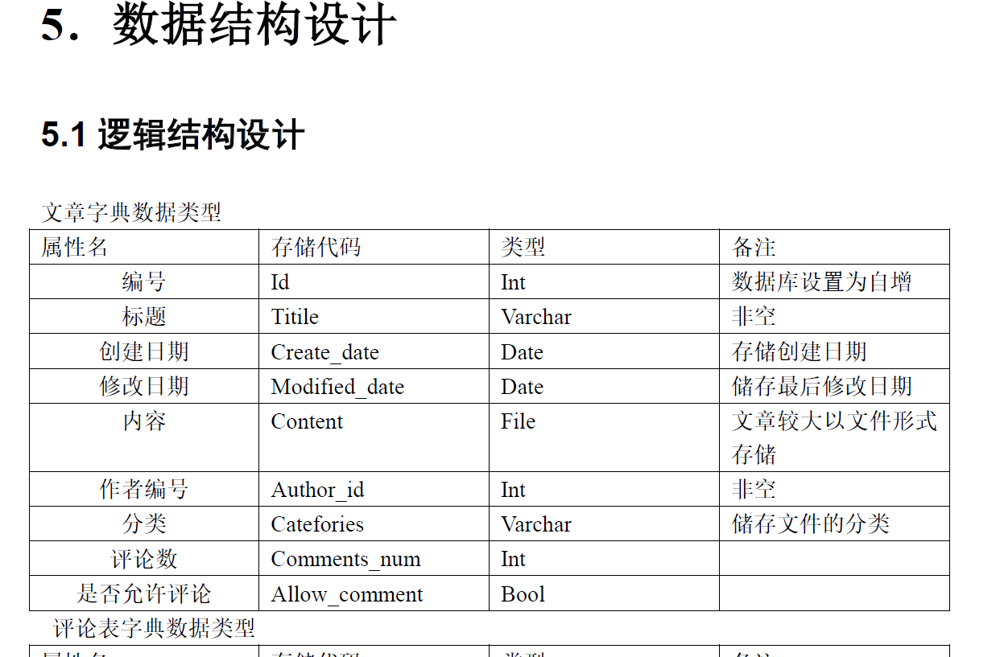 5．数据结构设计
5.1 逻辑结构设计
文章字典数据类型
属性名 存储代码 类型 备注
编号 Id Int 数据库设置为自增
标题 Titile Varchar 非空
创建日期 Create_date Date 存储创建日期
修改日期 Modified_date Date 储存最后修改日期
内容 Content File 文章较大以文件形式
存储
作者编号 Author_id Int 非空
分类 Catefories Varchar 储存文件的分类
评论数 Comments_num Int
是否允许评论 Allow_comment Bool
评论表字典数据类型